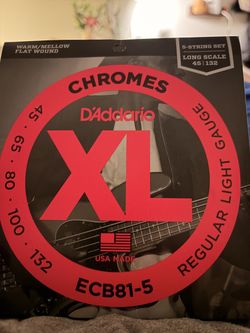 WARM/MELLOW
FLAT WOUND
5-STRING SET
LONG SCALE
45 | 132
CHROMES
D'Addario
XL
45 • 65 • 80 • 100 • 132
REGULAR LIGHT GAUGE
USA MADE
ECB81-5